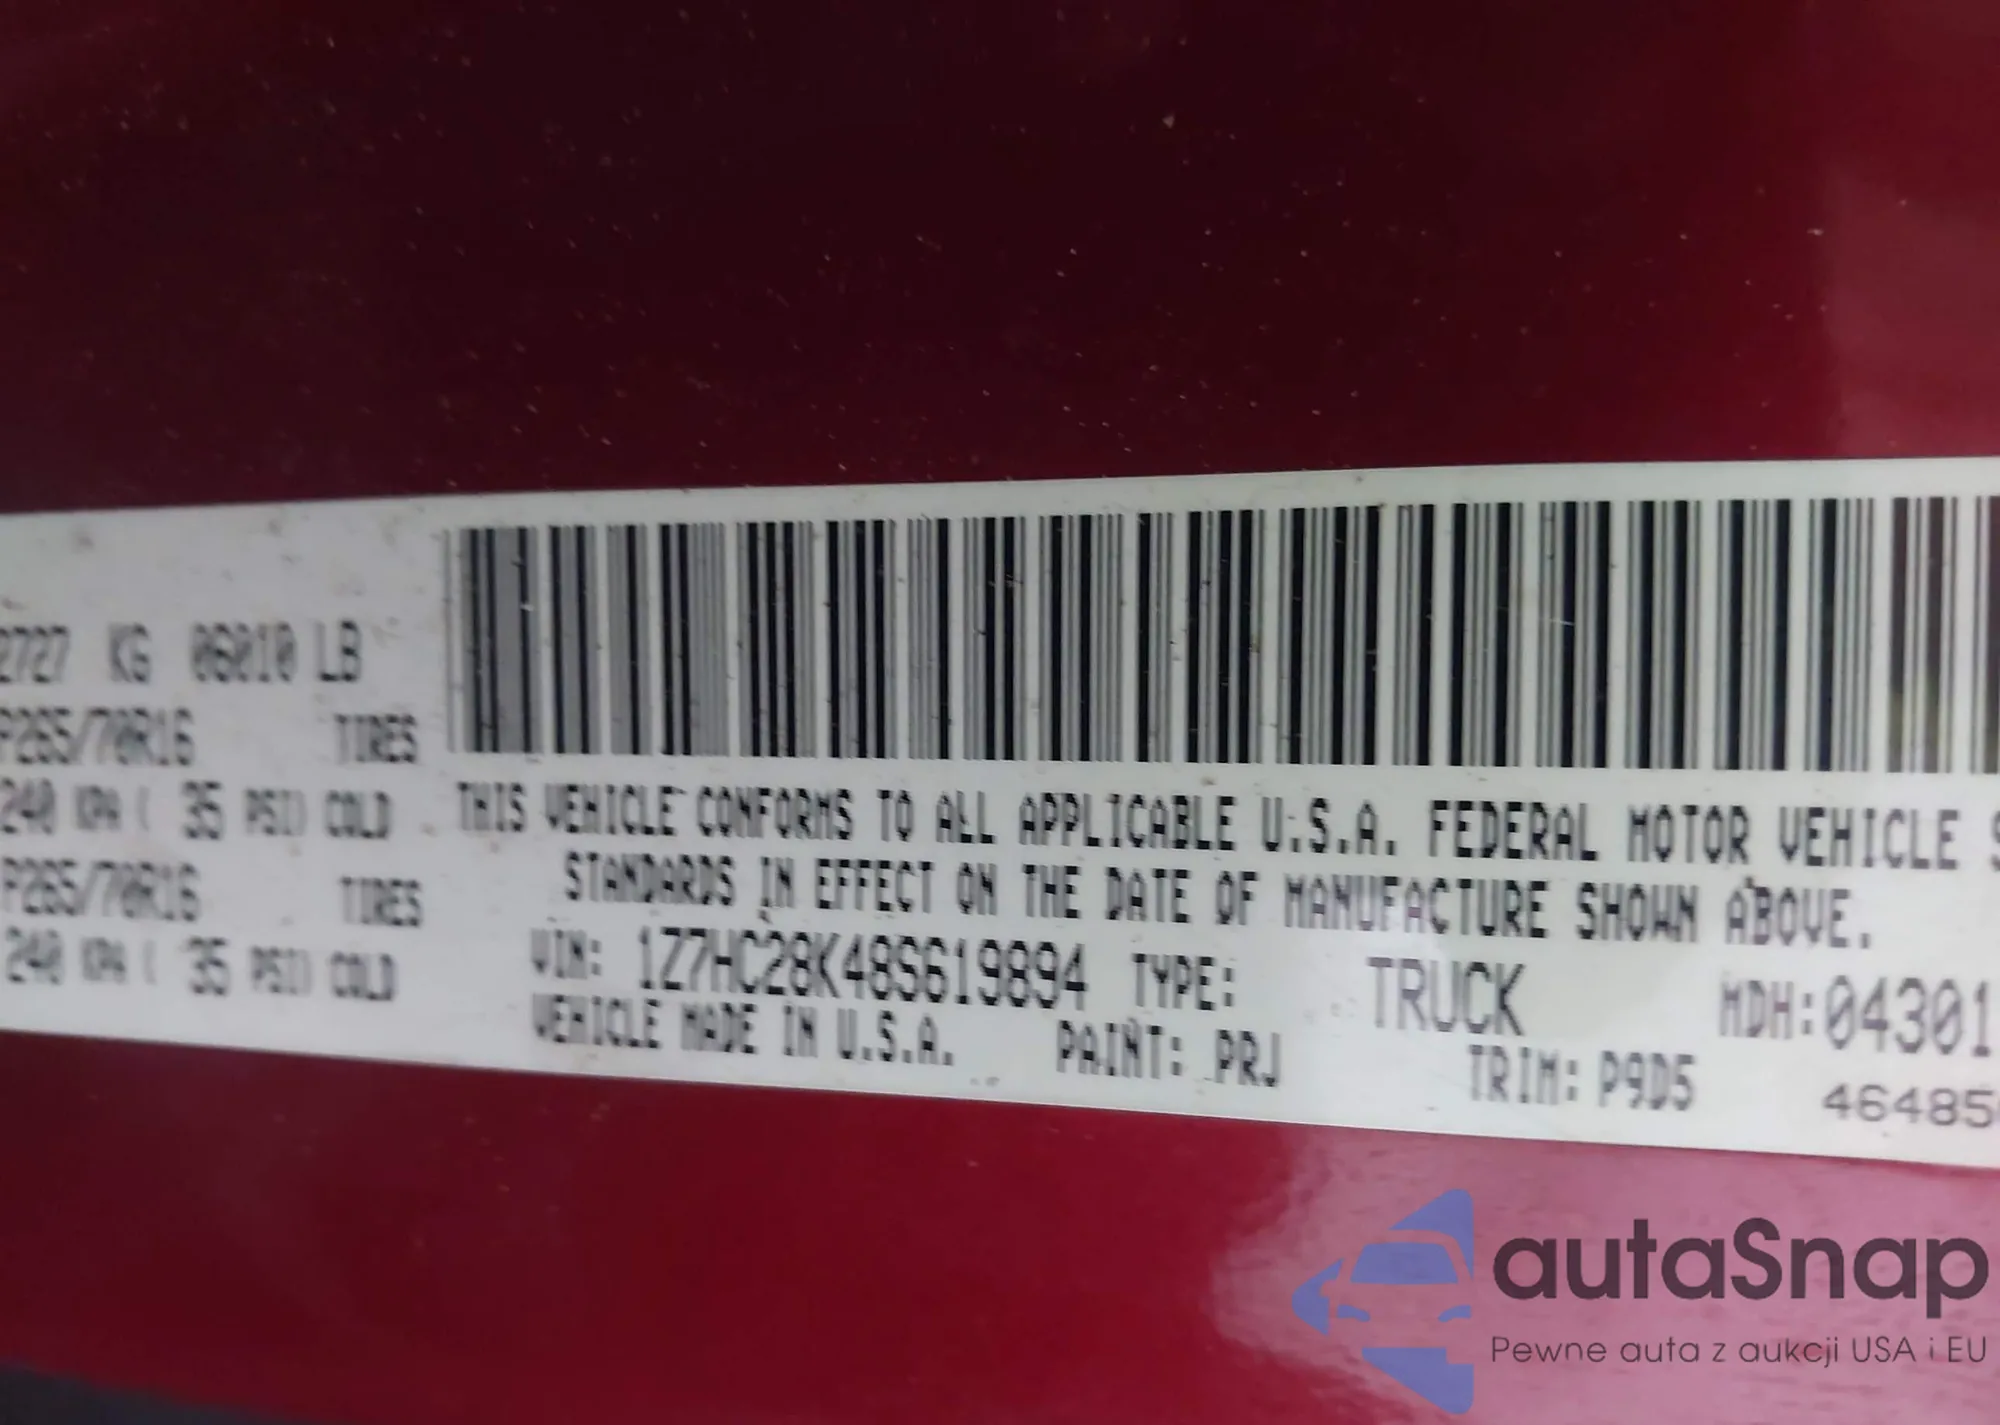 2727 KG 06010 LB
P265/70R16 TIRES
240 KPA ( 35 PSI) COLD
P265/70R16 TIRES
240 KPA ( 35 PSI) COLD
THIS VEHICLE CONFORMS TO ALL APPLICABLE U.S.A. FEDERAL MOTOR VEHICLE S
STANDARDS IN EFFECT ON THE DATE OF MANUFACTURE SHOWN ABOVE.
VIN: 1Z7HC28K48S619894 TYPE: TRUCK MDH:04301
VEHICLE MADE IN U.S.A. PAINT: PRJ TRIM: P9D5
46485
autaSnap
Pewne auta z aukcji USA i EU